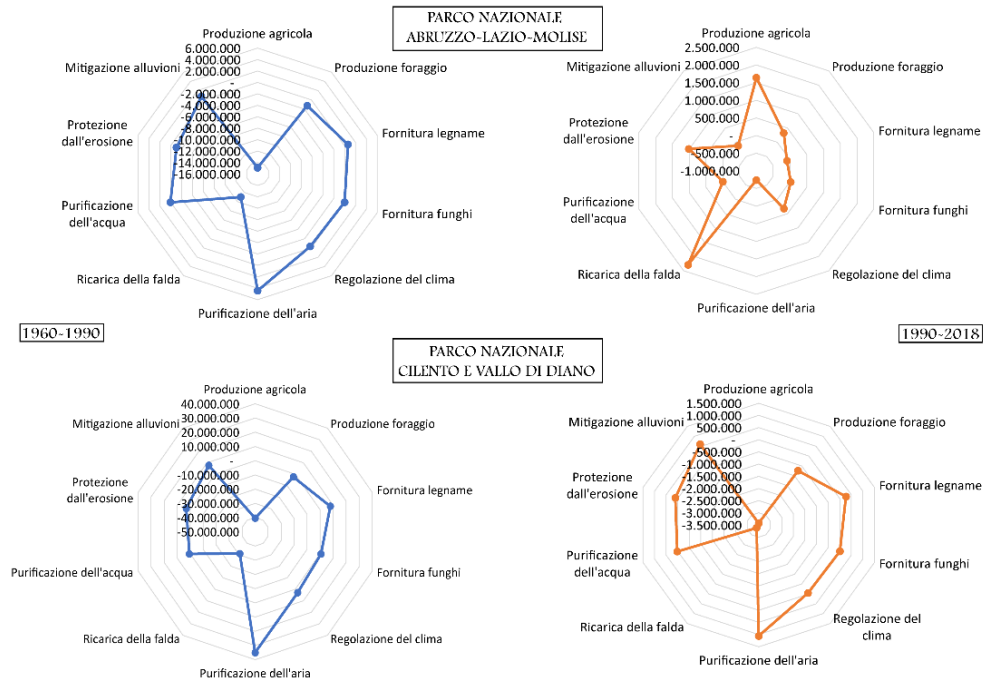 PARCO NAZIONALE
ABRUZZO-LAZIO-MOLISE
Produzione agricola
6.000.000
4.000.000
2.000.000
-
-2.000.000
-4.000.000
-6.000.000
-8.000.000
-10.000.000
-12.000.000
-14.000.000
-16.000.000
Produzione foraggio
Fornitura legname
Fornitura funghi
Regolazione del clima
Purificazione dell'aria
Ricarica della falda
Purificazione
dell'acqua
Protezione
dall'erosione
Mitigazione alluvioni
Produzione agricola
2.500.000
2.000.000
1.500.000
1.000.000
500.000
-
-500.000
-1.000.000
Produzione foraggio
Fornitura legname
Fornitura funghi
Regolazione del clima
Purificazione dell'aria
Ricarica della falda
Purificazione
dell'acqua
Protezione
dall'erosione
Mitigazione alluvioni
1960-1990
1990-2018
PARCO NAZIONALE
CILENTO E VALLO DI DIANO
Produzione agricola
40.000.000
30.000.000
20.000.000
10.000.000
-
-10.000.000
-20.000.000
-30.000.000
-40.000.000
-50.000.000
Produzione foraggio
Fornitura legname
Fornitura funghi
Regolazione del clima
Purificazione dell'aria
Ricarica della falda
Purificazione dell'acqua
Protezione
dall'erosione
Mitigazione alluvioni
Produzione agricola
1.500.000
1.000.000
500.000
-
-500.000
-1.000.000
-1.500.000
-2.000.000
-2.500.000
-3.000.000
-3.500.000
Produzione foraggio
Fornitura legname
Fornitura funghi
Regolazione del
clima
Purificazione dell'aria
Ricarica della falda
Purificazione
dell'acqua
Protezione
dall'erosione
Mitigazione alluvioni